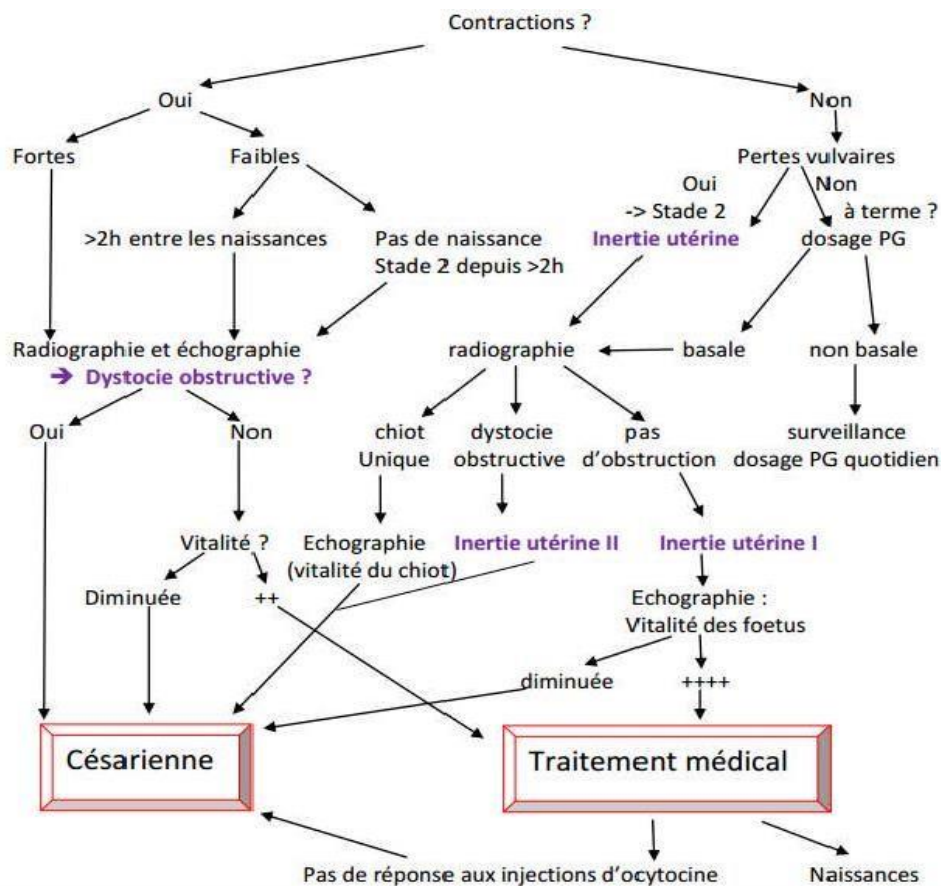 Contractions ?
Oui
Non
Fortes
Faibles
Pertes vulvaires
Oui
Non
-> Stade 2
à terme ?
>2h entre les naissances
Pas de naissance
Inertie utérine
dosage PG
Stade 2 depuis >2h
Radiographie et échographie
radiographie
basale
non basale
➔ Dystocie obstructive ?
Oui
Non
chiot
dystocie
pas
surveillance
Unique
obstructive
d'obstruction
dosage PG quotidien
Vitalité ?
Echographie
Inertie utérine II
Inertie utérine I
(vitalité du chiot)
Diminuée
++
Echographie :
Vitalité des foetus
diminuée
++++
Césarienne
Traitement médical
Pas de réponse aux injections d'ocytocine
Naissances